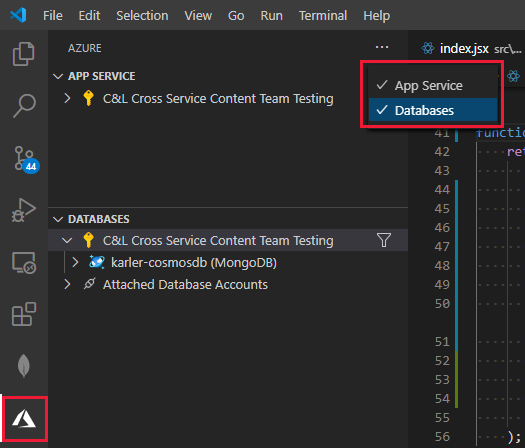 File Edit Selection View Go Run Terminal Help
AZURE
···
index.jsx src\...
APP SERVICE
C&L Cross Service Content Team Testing
App Service
Databases
41 functio
42 ret
43
44
44
45
46
47
48
49
50
DATABASES
C&L Cross Service Content Team Testing
karler-cosmosdb (MongoDB)
Attached Database Accounts
51
52
53
54
55
56 );